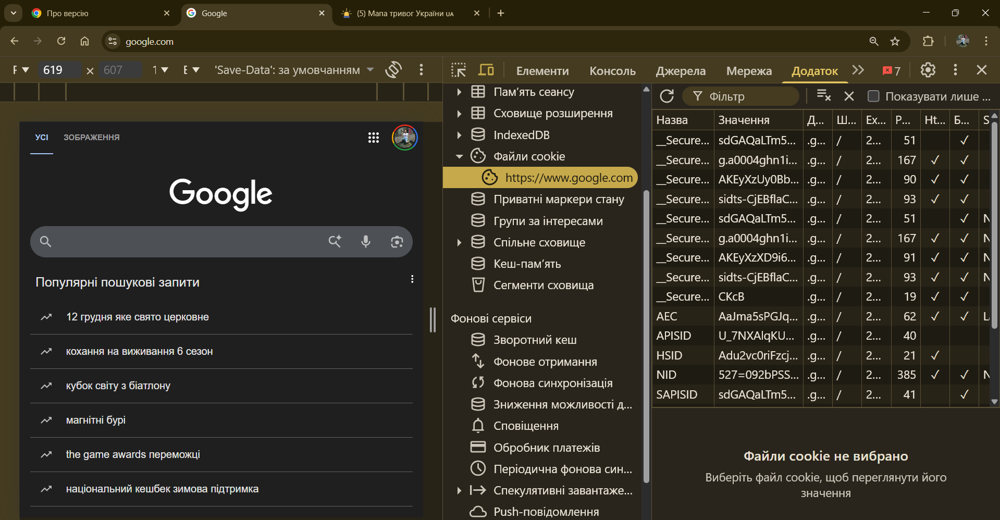 Про версію
Google
(5) Мапа тривог України UA
google.com
619 × 607
1
'Save-Data': за умовчанням
Елементи
Консоль
Джерела
Мережа
Додаток
7
УСІ
ЗОБРАЖЕННЯ
Google
Популярні пошукові запити
12 грудня яке свято церковне
кохання на виживання 6 сезон
кубок світу з біатлону
магнітні бурі
the game awards переможці
національний кешбек зимова підтримка
Пам'ять сеансу
Сховище розширення
IndexedDB
Файли cookie
https://www.google.com
Приватні маркери стану
Групи за інтересами
Спільне сховище
Кеш-пам'ять
Сегменти сховища
Фонові сервіси
Зворотний кеш
Фонове отримання
Фонова синхронізація
Зниження можливості д...
Сповіщення
Обробник платежів
Періодична фонова син...
Спекулятивні завантаже...
Push-повідомлення
Фільтр
Показувати лише ...
Назва Значення Д... Ш... Ex... Р... Ht... Б... S
__Secure... sdGAQaLTm5... .g... / 2... 51 ✓
__Secure... g.a0004ghn1i... .g... / 2... 167 ✓ ✓
__Secure... AKEyXzUy0Bb... .g... / 2... 90 ✓ ✓
__Secure... sidts-CjEBflaC... .g... / 2... 93 ✓ ✓
__Secure... sdGAQaLTm5... .g... / 2... 51 ✓ N
__Secure... g.a0004ghn1i... .g... / 2... 167 ✓ ✓ N
__Secure... AKEyXzXD9i6... .g... / 2... 91 ✓ ✓ N
__Secure... sidts-CjEBflaC... .g... / 2... 93 ✓ ✓ N
__Secure... CKcB .g... / 2... 19 ✓ ✓
AEC AaJma5sPGJq... .g... / 2... 62 ✓ ✓ L
APISID U_7NXAlqKU... .g... / 2... 40
HSID Adu2vc0riFzcj... .g... / 2... 21 ✓
NID 527=092bPSS... .g... / 2... 385 ✓ ✓ N
SAPISID sdGAQaLTm5... .g... / 2... 41 ✓
Файли cookie не вибрано
Виберіть файл cookie, щоб переглянути його
значення